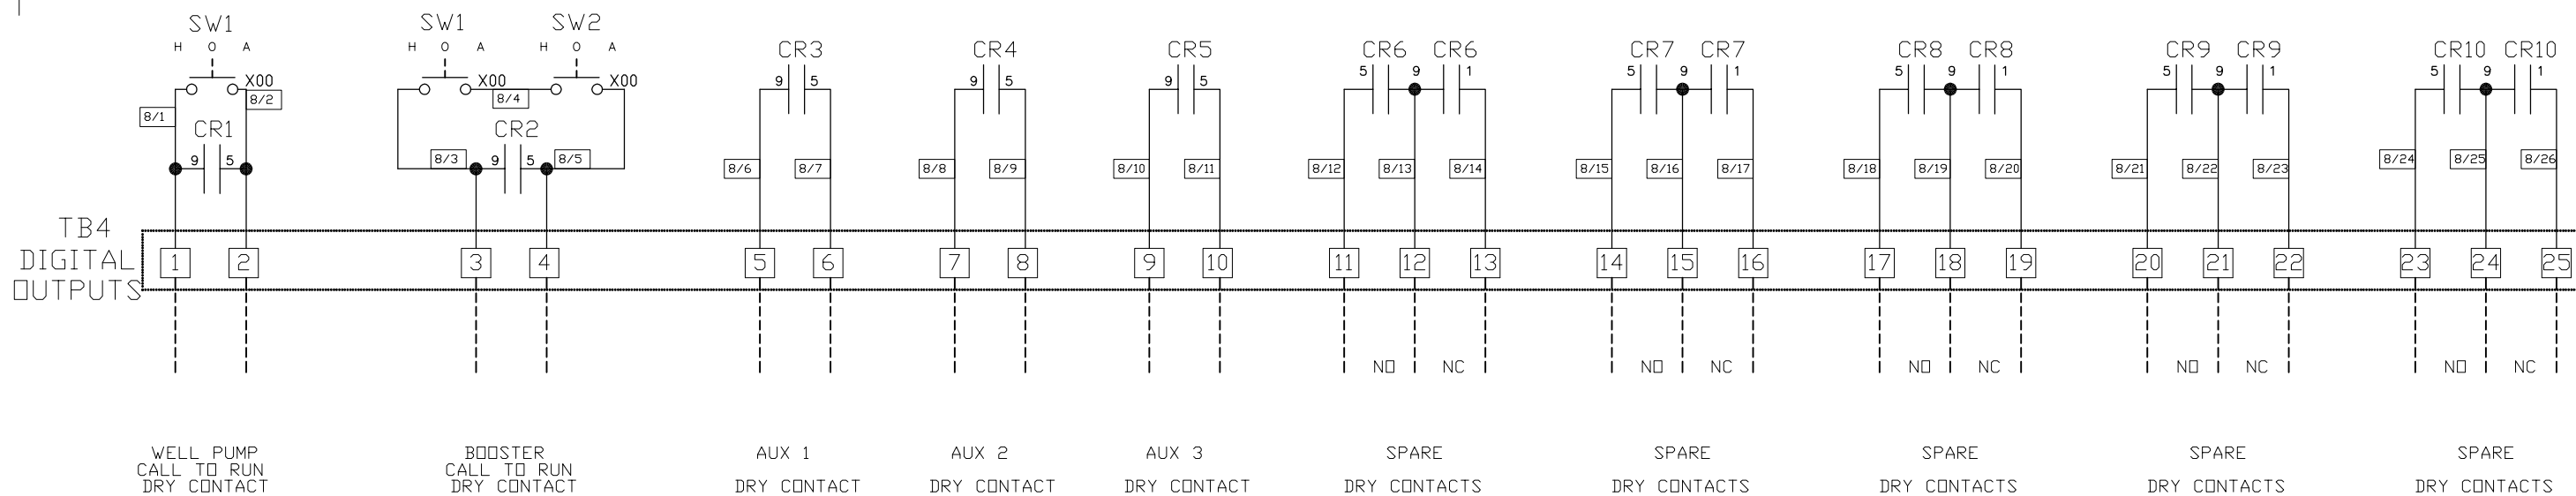 SW1 SW1 SW2
H O A H O A H O A
CR3 CR4 CR5 CR6 CR6 CR7 CR7 CR8 CR8 CR9 CR9 CR10 CR10
X00 X00 X00
9 5 9 5 9 5 5 9 1 5 9 1 5 9 1 5 9 1 5 9 1
8/1 8/2 8/4
CR1 CR2
9 5 8/3 9 5 8/5
8/6 8/7 8/8 8/9 8/10 8/11 8/12 8/13 8/14 8/15 8/16 8/17 8/18 8/19 8/20 8/21 8/22 8/23 8/24 8/25 8/26
TB4
DIGITAL
OUTPUTS
1 2 3 4 5 6 7 8 9 10 11 12 13 14 15 16 17 18 19 20 21 22 23 24 25
NO NC NO NC NO NC NO NC NO NC
WELL PUMP
CALL TO RUN
DRY CONTACT
BOOSTER
CALL TO RUN
DRY CONTACT
AUX 1
DRY CONTACT
AUX 2
DRY CONTACT
AUX 3
DRY CONTACT
SPARE
DRY CONTACTS
SPARE
DRY CONTACTS
SPARE
DRY CONTACTS
SPARE
DRY CONTACTS
SPARE
DRY CONTACTS